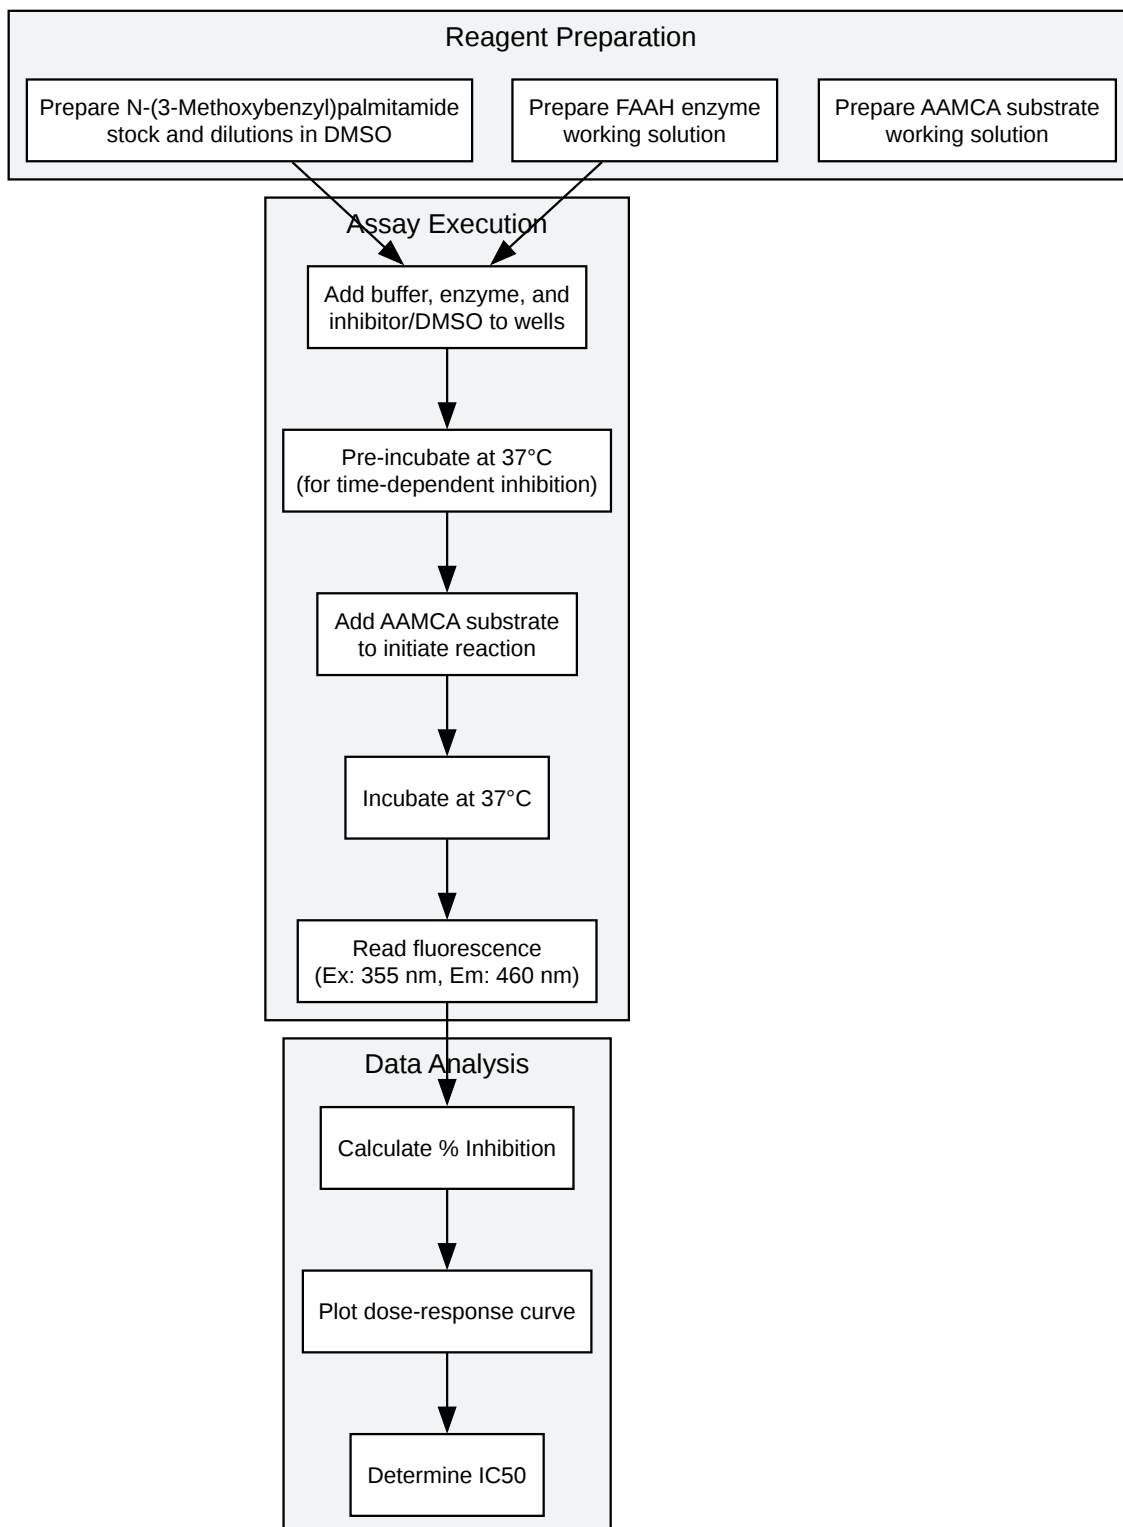 Reagent Preparation
Prepare N-(3-Methoxybenzyl)palmitamide
stock and dilutions in DMSO
Prepare FAAH enzyme
working solution
Prepare AAMCA substrate
working solution
Assay Execution
Add buffer, enzyme, and
inhibitor/DMSO to wells
Pre-incubate at 37°C
(for time-dependent inhibition)
Add AAMCA substrate
to initiate reaction
Incubate at 37°C
Read fluorescence
(Ex: 355 nm, Em: 460 nm)
Data Analysis
Calculate % Inhibition
Plot dose-response curve
Determine IC50